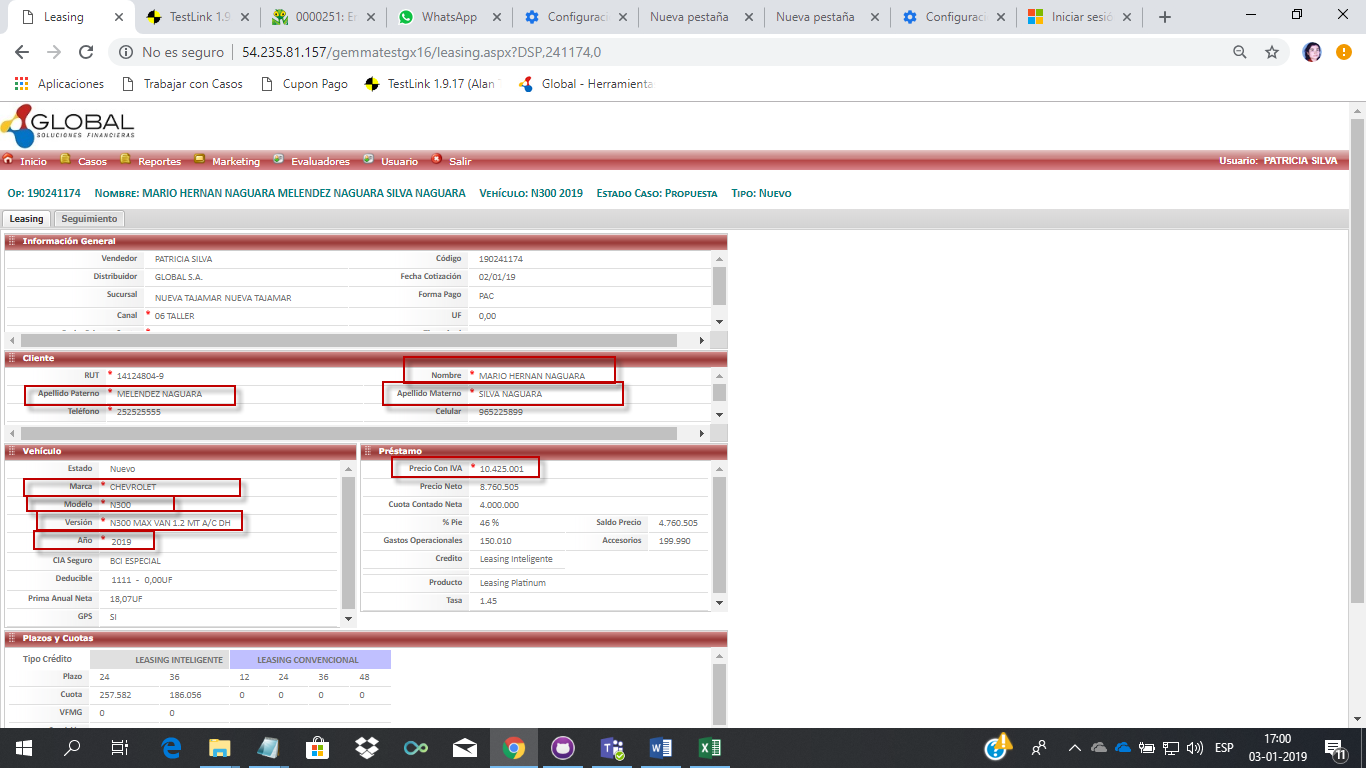 Leasing
TestLink 1.9
0000251: Er
WhatsApp
Configuraci
Nueva pestaña
Nueva pestaña
Configuraci
Iniciar sesió
No es seguro | 54.235.81.157/gemmatestgx16/leasing.aspx?DSP,241174,0
Aplicaciones
Trabajar con Casos
Cupon Pago
TestLink 1.9.17 (Alan
Global - Herramienta
GLOBAL
SOLUCIONES FINANCIERAS
Inicio Casos Reportes Marketing Evaluadores Usuario Salir Usuario: PATRICIA SILVA
Op: 190241174 Nombre: MARIO HERNAN NAGUARA MELENDEZ NAGUARA SILVA NAGUARA Vehículo: N300 2019 Estado Caso: Propuesta Tipo: Nuevo
Leasing Seguimiento
Información General
Vendedor PATRICIA SILVA Código 190241174
Distribuidor GLOBAL S.A. Fecha Cotización 02/01/19
Sucursal NUEVA TAJAMAR NUEVA TAJAMAR Forma Pago PAC
Canal * 06 TALLER UF 0,00
Cliente
RUT * 14124804-9 Nombre * MARIO HERNAN NAGUARA
Apellido Paterno * MELENDEZ NAGUARA Apellido Materno * SILVA NAGUARA
Teléfono * 252525555 Celular 965225899
Vehículo
Estado Nuevo
Marca * CHEVROLET
Modelo * N300
Versión * N300 MAX VAN 1.2 MT A/C DH
Año * 2019
CIA Seguro BCI ESPECIAL
Deducible 1111 - 0,00UF
Prima Anual Neta 18,07UF
GPS SI
Préstamo
Precio Con IVA * 10.425.001
Precio Neto 8.760.505
Cuota Contado Neta 4.000.000
% Pie 46 % Saldo Precio 4.760.505
Gastos Operacionales 150.010 Accesorios 199.990
Credito Leasing Inteligente
Producto Leasing Platinum
Tasa 1.45
Plazos y Cuotas
Tipo Crédito LEASING INTELIGENTE LEASING CONVENCIONAL
Plazo 24 36 12 24 36 48
Cuota 257.582 186.056 0 0 0 0
VFMG 0 0
ESP
17:00
03-01-2019
11